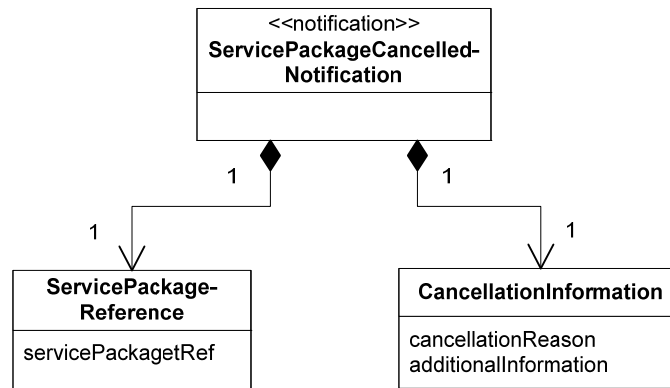 <<notification>>
ServicePackageCancelled-
Notification
1
1
1
1
ServicePackage-
Reference
servicePackagetRef
CancellationInformation
cancellationReason
additionalInformation